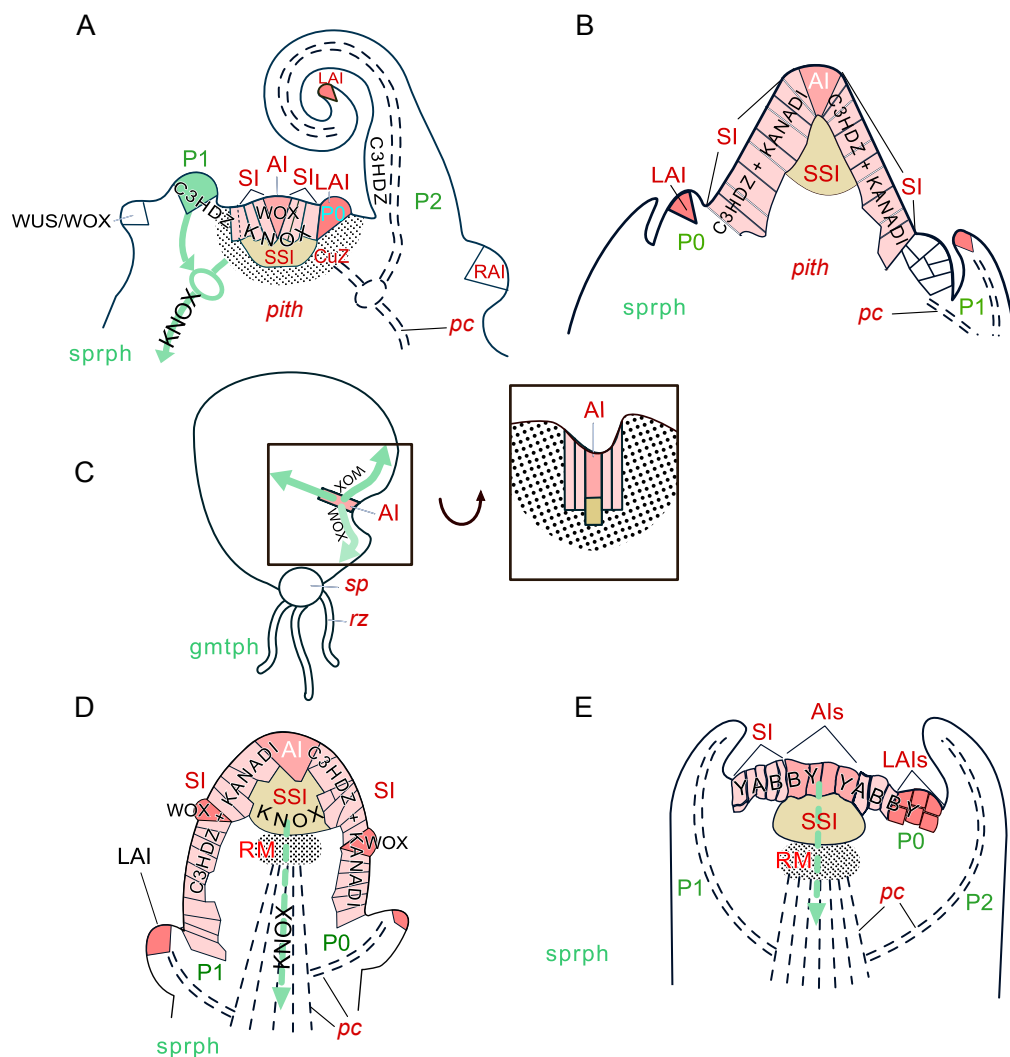 A
LAI
P1
C3HDZ
SI
AI
SI
LAI
WOX
KNOX
P0
SSI
CuZ
C3HDZ
P2
WUS/WOX
RAI
KNOX
pith
pc
sprph
B
AI
C3HDZ + KANADI
C3HDZ + KANADI
SI
SSI
LAI
SI
P0
pith
sprph
pc
P1
C
WOX
WOX
AI
sp
rz
gmtph
AI
D
AI
C3HDZ + KANADI
C3HDZ + KANADI
SI
SSI
SI
WOX
KNOX
WOX
RM
LAI
KNOX
P0
P1
pc
sprph
E
AIs
SI
LAIs
YABBY
YABBY
SSI
P0
RM
P1
pc
P2
sprph